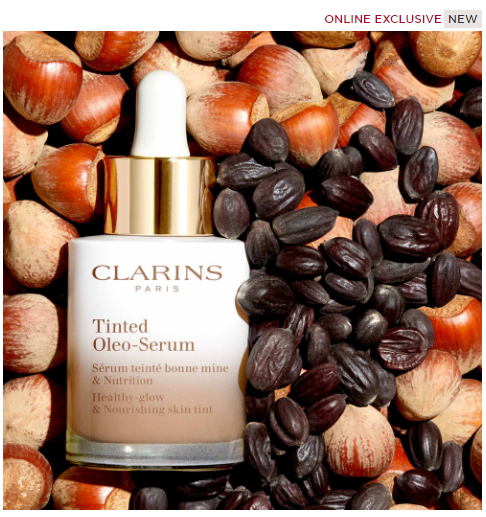 ONLINE EXCLUSIVE NEW
CLARINS
PARIS
Tinted
Oleo-Serum
Sérum teinté bonne mine
& Nutrition
Healthy-glow
& Nourishing skin tint